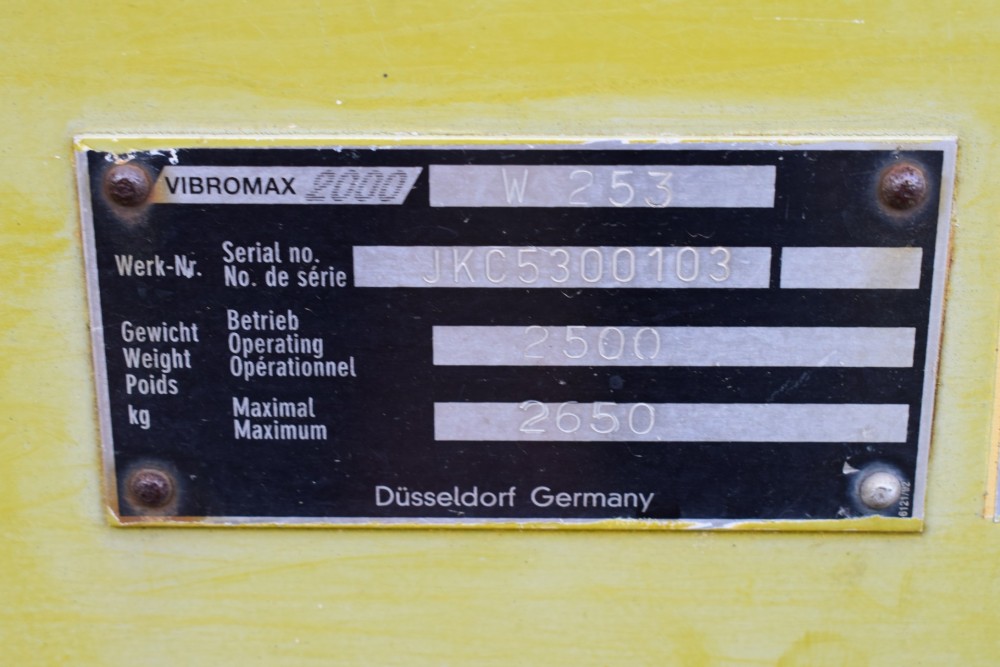 VIBROMAX 2000 W 253
Werk-Nr. Serial no. JKC5300103
No. de série
Gewicht Betrieb
Weight Operating 2500
Poids Opérationnel
kg Maximal 2650
Maximum
Düsseldorf Germany